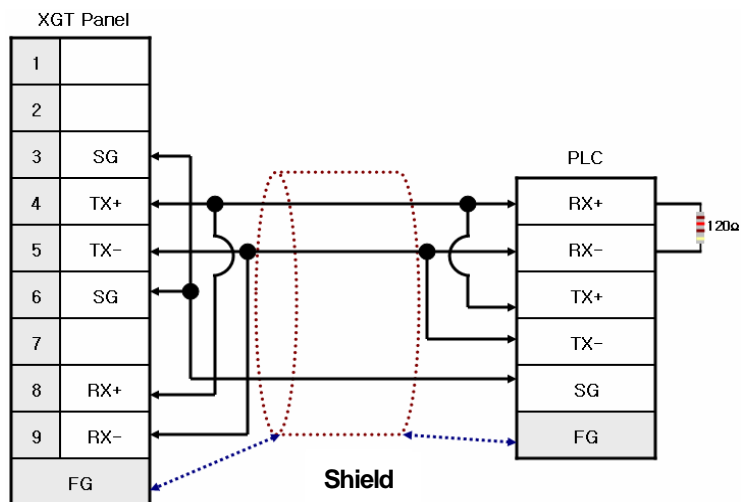 XGT Panel
1
2
3 SG
4 TX+
5 TX-
6 SG
7
8 RX+
9 RX-
FG
Shield
PLC
RX+
RX-
TX+
TX-
SG
FG
120Ω